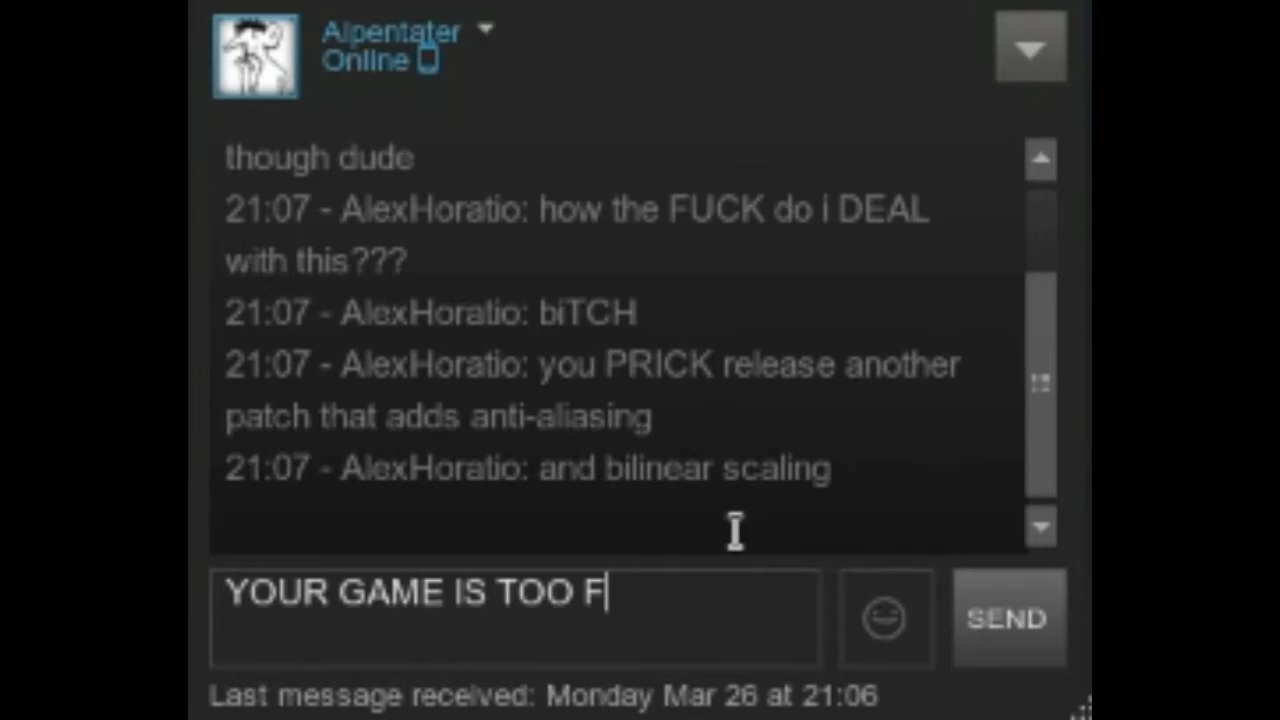 Alpentater
Online
though dude
21:07 - AlexHoratio: how the FUCK do i DEAL
with this???
21:07 - AlexHoratio: biTCH
21:07 - AlexHoratio: you PRICK release another
patch that adds anti-aliasing
21:07 - AlexHoratio: and bilinear scaling
YOUR GAME IS TOO F
SEND
Last message received: Monday Mar 26 at 21:06